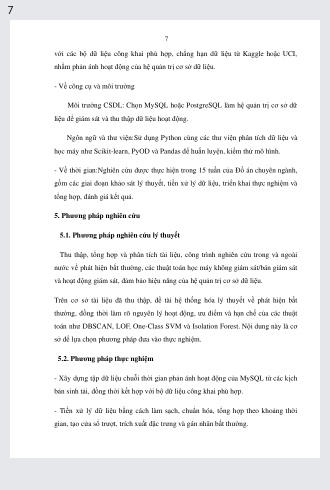 7
7
với các bộ dữ liệu công khai phù hợp, chẳng hạn dữ liệu từ Kaggle hoặc UCI,
nhằm phản ánh hoạt động của hệ quản trị cơ sở dữ liệu.
- Về công cụ và môi trường
Môi trường CSDL: Chọn MySQL hoặc PostgreSQL làm hệ quản trị cơ sở dữ
liệu để giám sát và thu thập dữ liệu hoạt động.
Ngôn ngữ và thư viện:Sử dụng Python cùng các thư viện phân tích dữ liệu và
học máy như Scikit-learn, PyOD và Pandas để huấn luyện, kiểm thử mô hình.
- Về thời gian:Nghiên cứu được thực hiện trong 15 tuần của Đồ án chuyên ngành,
gồm các giai đoạn khảo sát lý thuyết, tiền xử lý dữ liệu, triển khai thực nghiệm và
tổng hợp, đánh giá kết quả.
5. Phương pháp nghiên cứu
5.1. Phương pháp nghiên cứu lý thuyết
Thu thập, tổng hợp và phân tích tài liệu, công trình nghiên cứu trong và ngoài
nước về phát hiện bất thường, các thuật toán học máy không giám sát/bán giám sát
và hoạt động giám sát, đảm bảo hiệu năng của hệ quản trị cơ sở dữ liệu.
Trên cơ sở tài liệu đã thu thập, đề tài hệ thống hóa lý thuyết về phát hiện bất
thường, đồng thời làm rõ nguyên lý hoạt động, ưu điểm và hạn chế của các thuật
toán như DBSCAN, LOF, One-Class SVM và Isolation Forest. Nội dung này là cơ
sở để lựa chọn phương pháp đưa vào thực nghiệm.
5.2. Phương pháp thực nghiệm
- Xây dựng tập dữ liệu chuỗi thời gian phản ánh hoạt động của MySQL từ các kịch
bản sinh tải, đồng thời kết hợp với bộ dữ liệu công khai phù hợp.
- Tiền xử lý dữ liệu bằng cách làm sạch, chuẩn hóa, tổng hợp theo khoảng thời
gian, tạo cửa sổ trượt, trích xuất đặc trưng và gán nhãn bất thường.